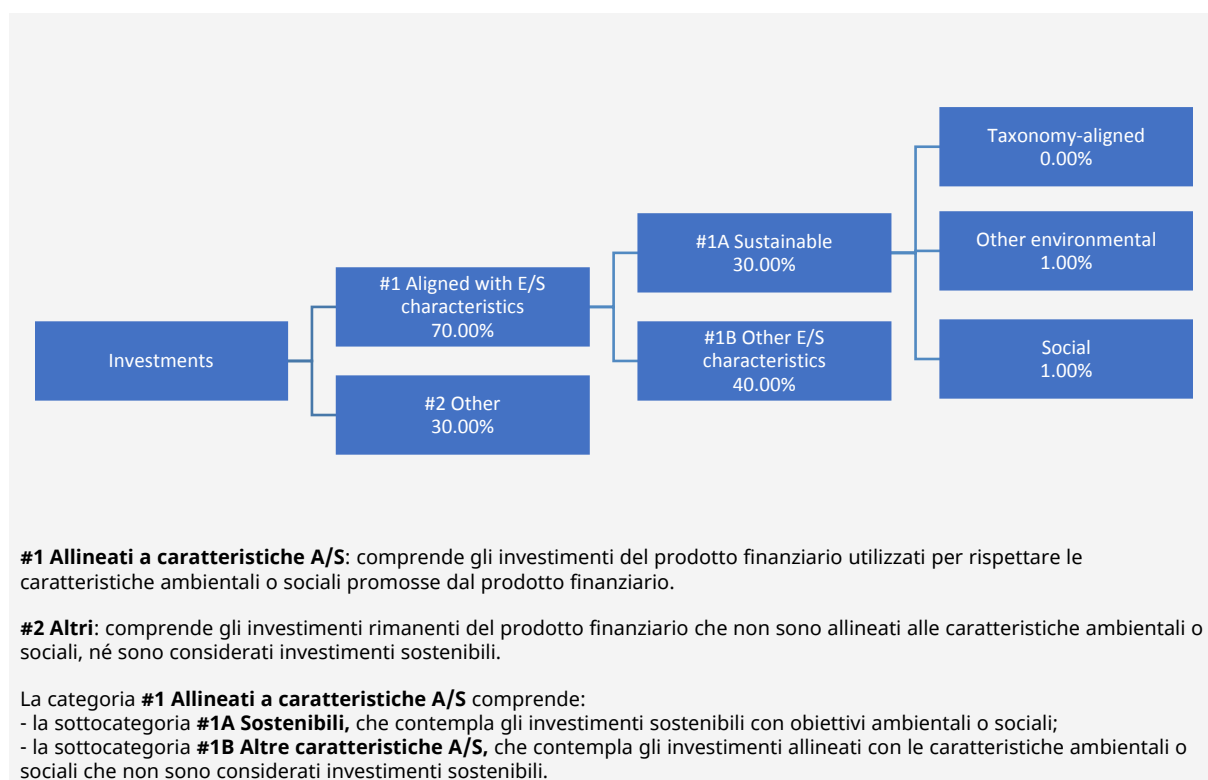 Investments
#1 Aligned with E/S
characteristics
70.00%
#2 Other
30.00%
#1A Sustainable
30.00%
#1B Other E/S
characteristics
40.00%
Taxonomy-aligned
0.00%
Other environmental
1.00%
Social
1.00%
#1 Allineati a caratteristiche A/S: comprende gli investimenti del prodotto finanziario utilizzati per rispettare le
caratteristiche ambientali o sociali promosse dal prodotto finanziario.
#2 Altri: comprende gli investimenti rimanenti del prodotto finanziario che non sono allineati alle caratteristiche ambientali o
sociali, né sono considerati investimenti sostenibili.
La categoria #1 Allineati a caratteristiche A/S comprende:
- la sottocategoria #1A Sostenibili, che contempla gli investimenti sostenibili con obiettivi ambientali o sociali;
- la sottocategoria #1B Altre caratteristiche A/S, che contempla gli investimenti allineati con le caratteristiche ambientali o
sociali che non sono considerati investimenti sostenibili.